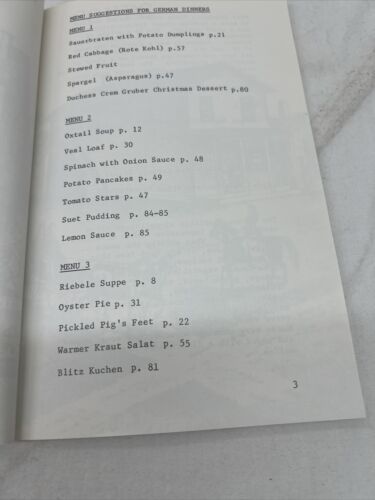 MENU SUGGESTIONS FOR GERMAN DINNERS
MENU 1
Sauerbraten with Potato Dumplings p.21
Red Cabbage (Rote Kohl) p.57
Stewed Fruit
Spargel (Asparagus) p.47
Duchess Crem Gruber Christmas Dessert p.80
MENU 2
Oxtail Soup p. 12
Veal Loaf p. 30
Spinach with Onion Sauce p. 48
Potato Pancakes p. 49
Tomato Stars p. 47
Suet Pudding p. 84-85
Lemon Sauce p. 85
MENU 3
Riebele Suppe p. 8
Oyster Pie p. 31
Pickled Pig's Feet p. 22
Warmer Kraut Salat p. 55
Blitz Kuchen p. 81
3